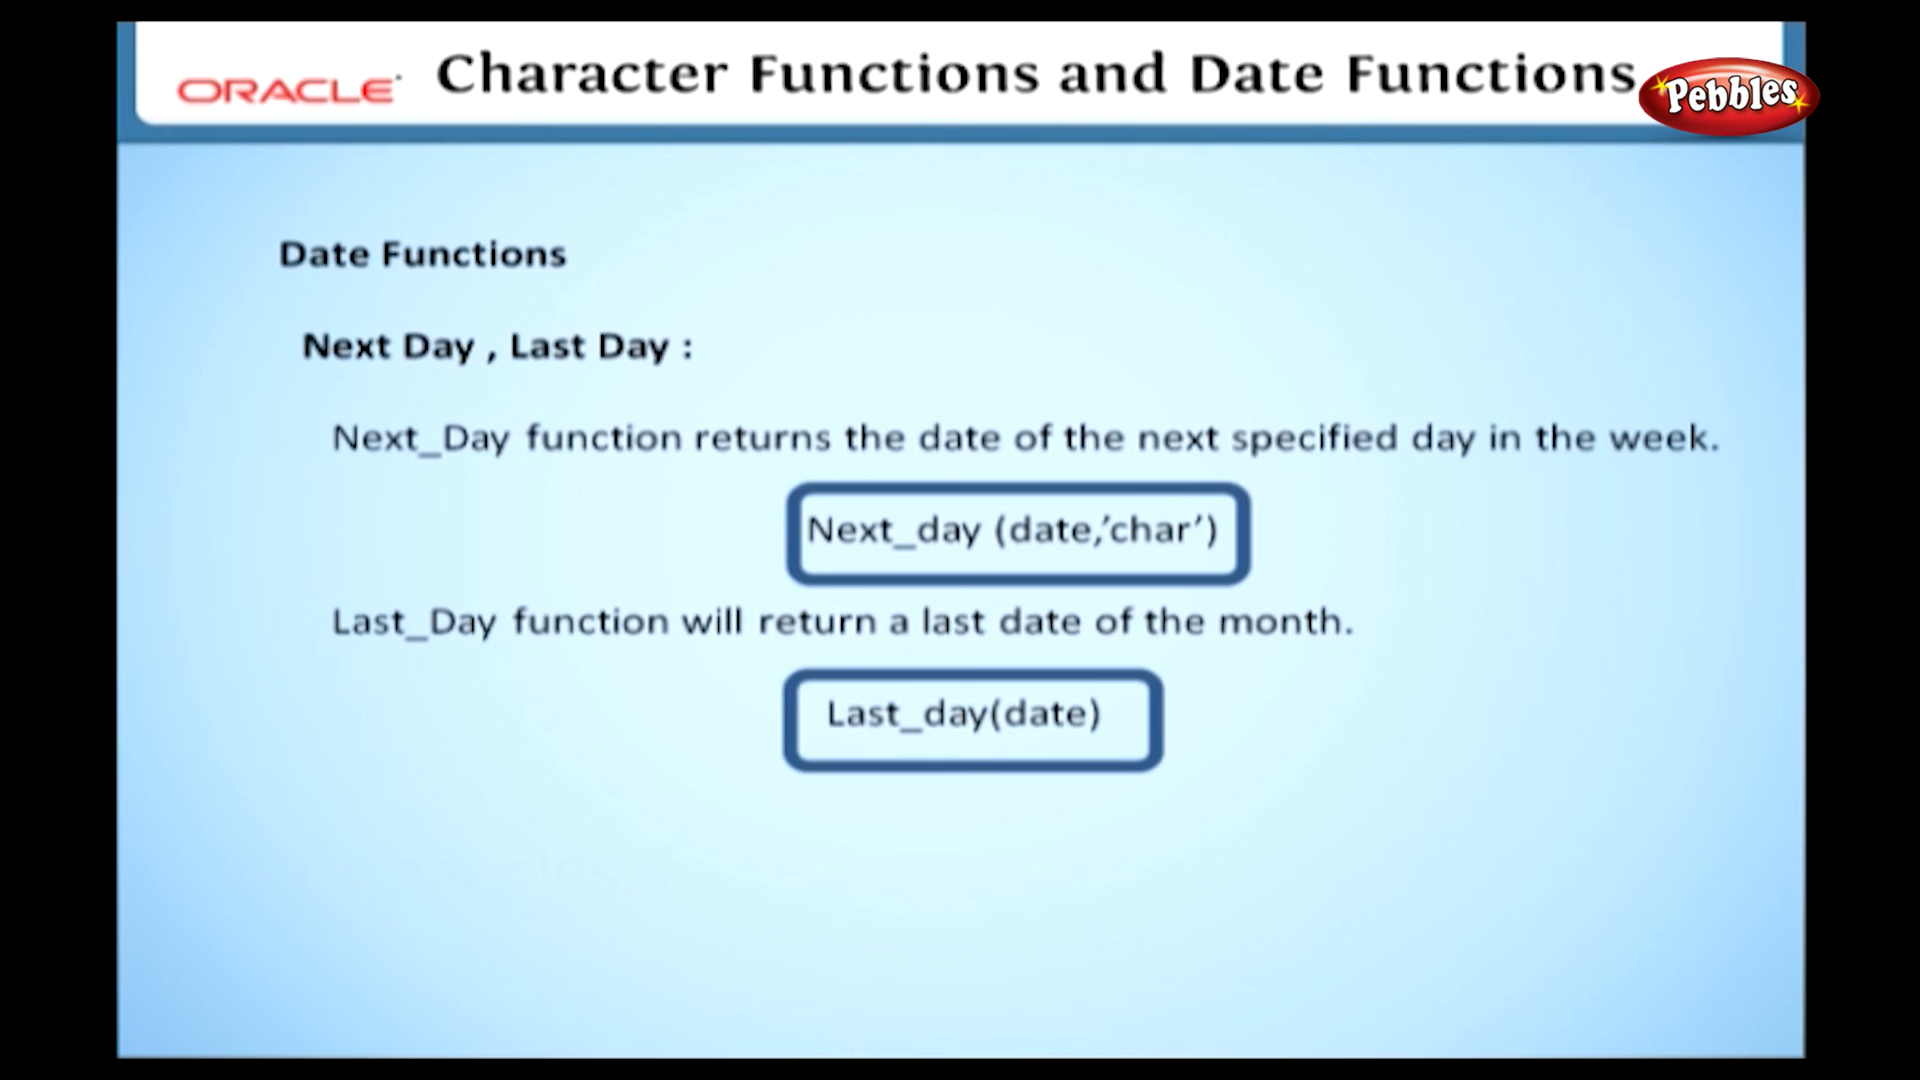 ORACLE
Character Functions and Date Functions
Pebbles
Date Functions
Next Day , Last Day :
Next_Day function returns the date of the next specified day in the week.
Next_day (date,’char’)
Last_Day function will return a last date of the month.
Last_day(date)